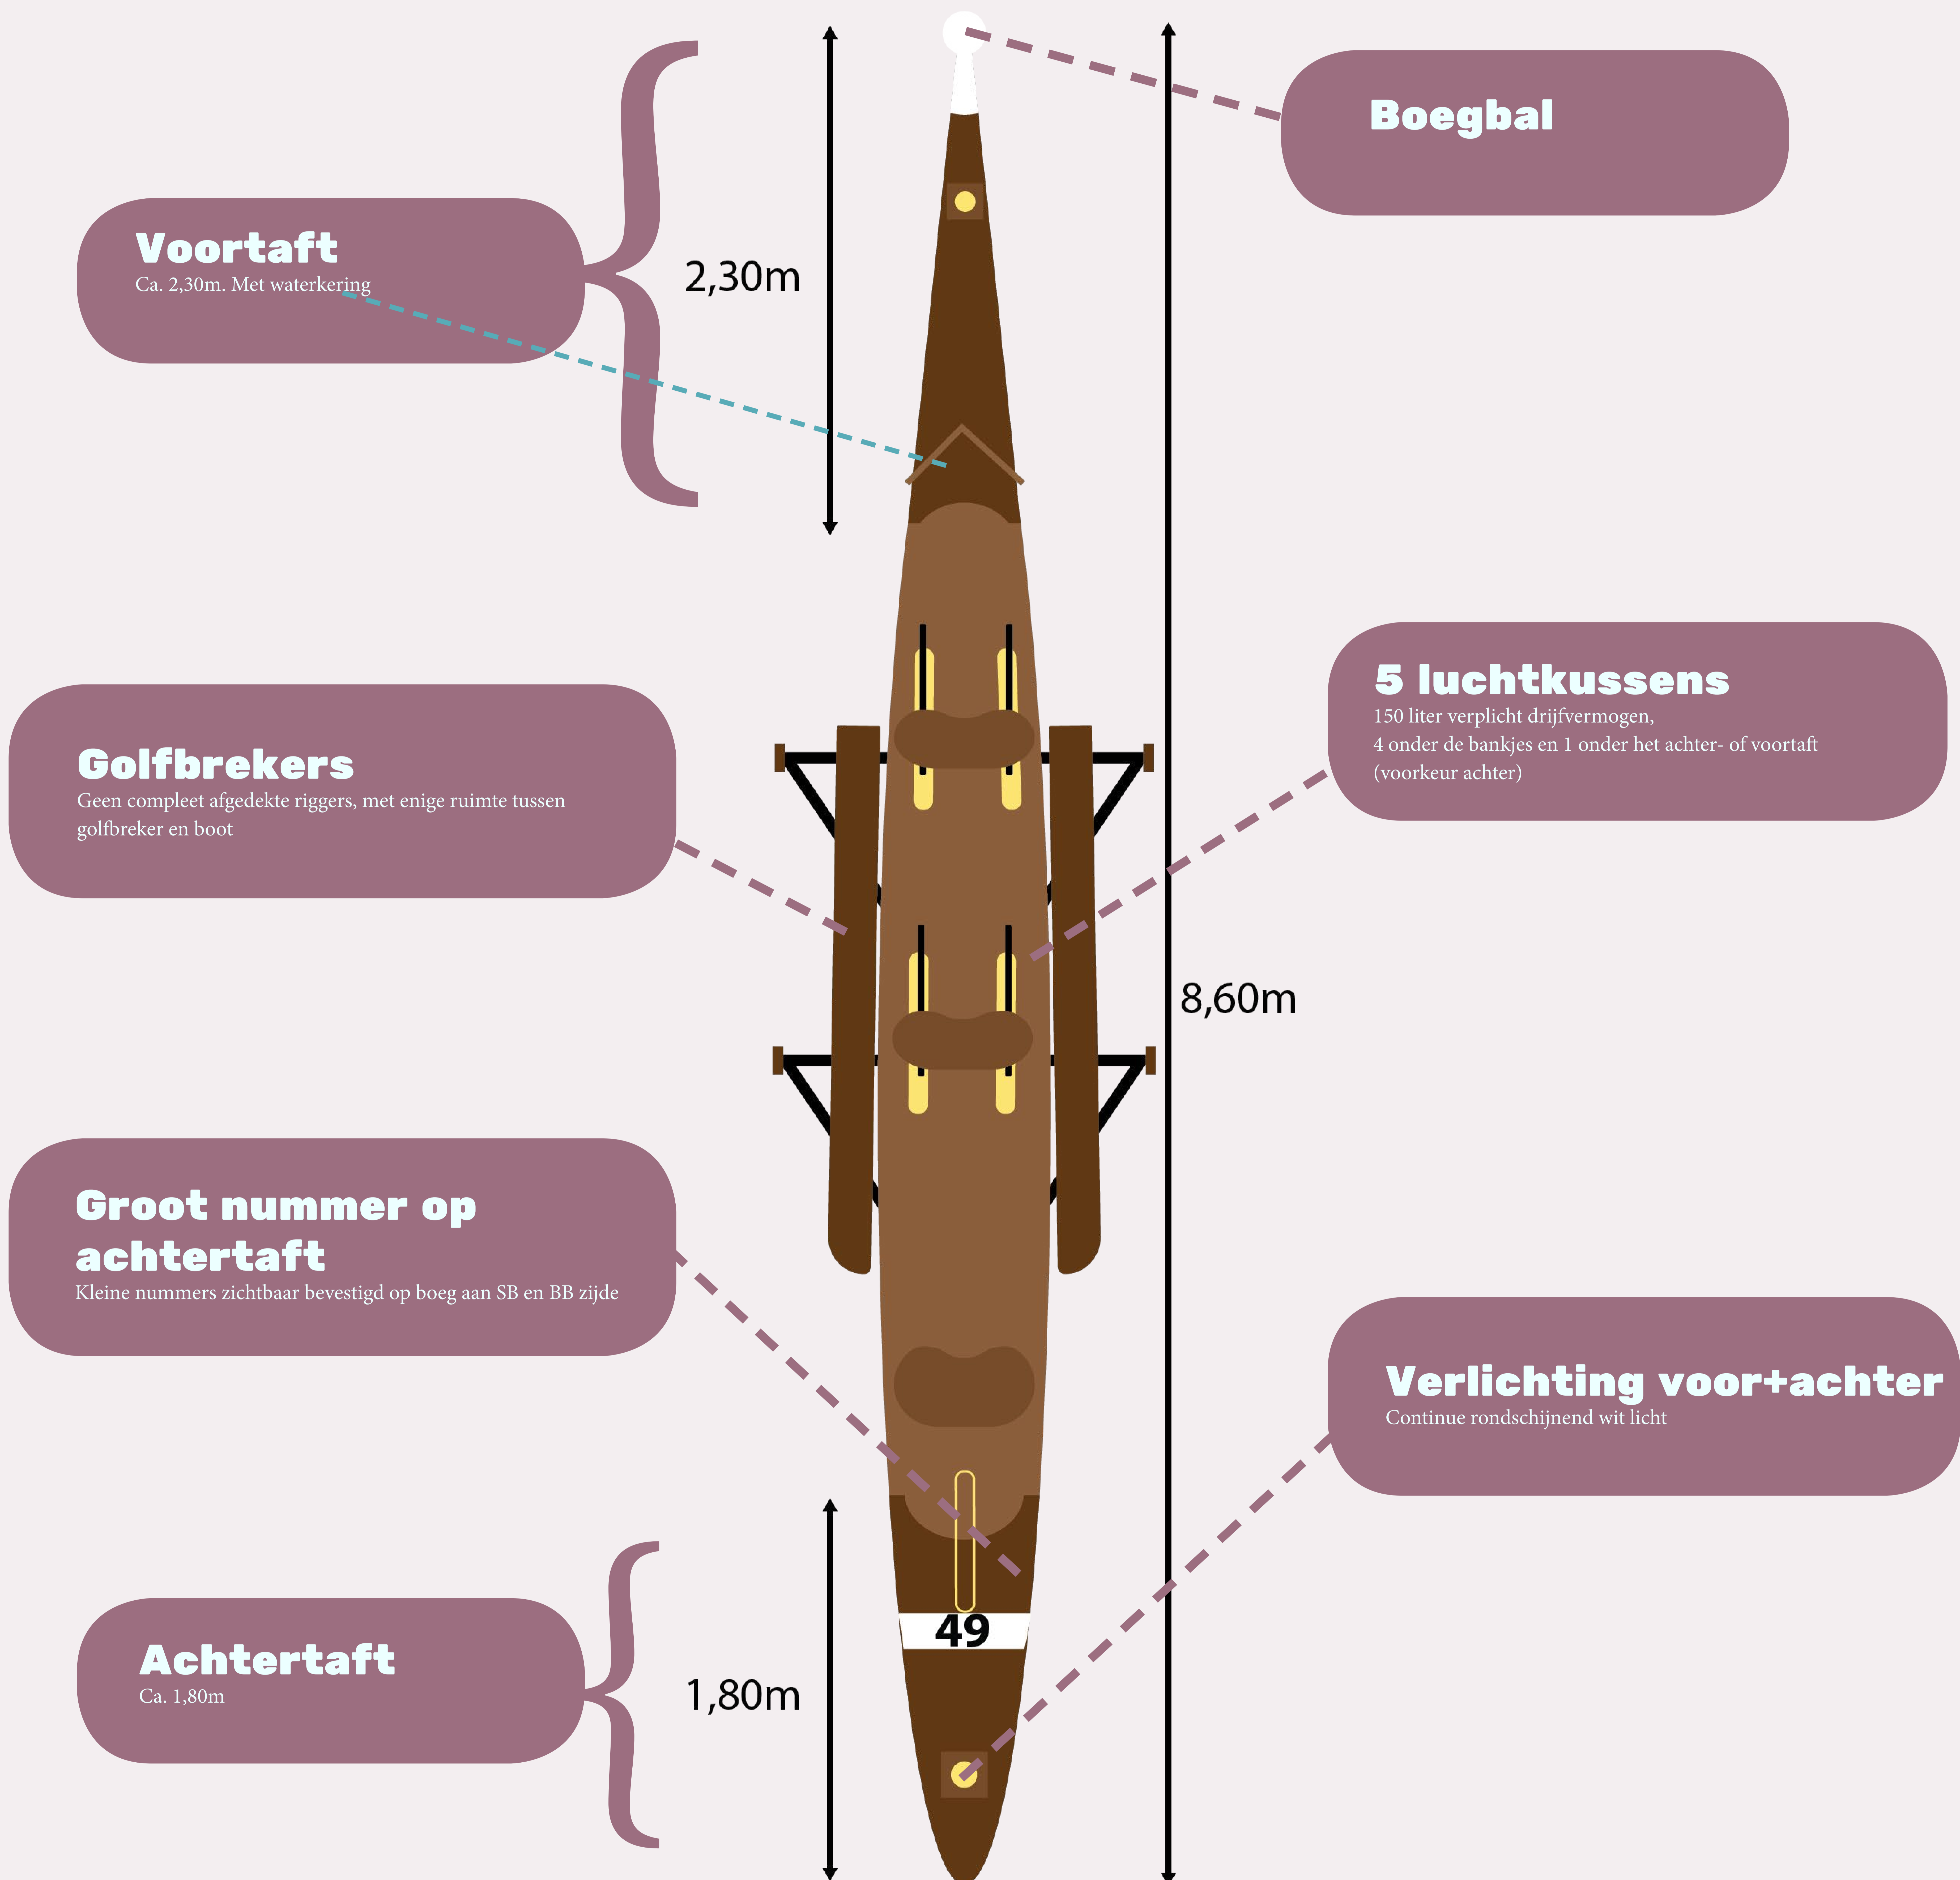 Boegbal
Voortaft
Ca. 2,30m. Met waterkering
2,30m
5 luchtkussens
150 liter verplicht drijfvermogen,
4 onder de bankjes en 1 onder het achter- of voortaft
(voorkeur achter)
Golfbrekers
Geen compleet afgedekte riggers, met enige ruimte tussen
golfbreker en boot
8,60m
Groot nummer op
achtertaft
Kleine nummers zichtbaar bevestigd op boeg aan SB en BB zijde
Verlichting voor+achter
Continue rondschijnend wit licht
49
Achtertaft
Ca. 1,80m
1,80m